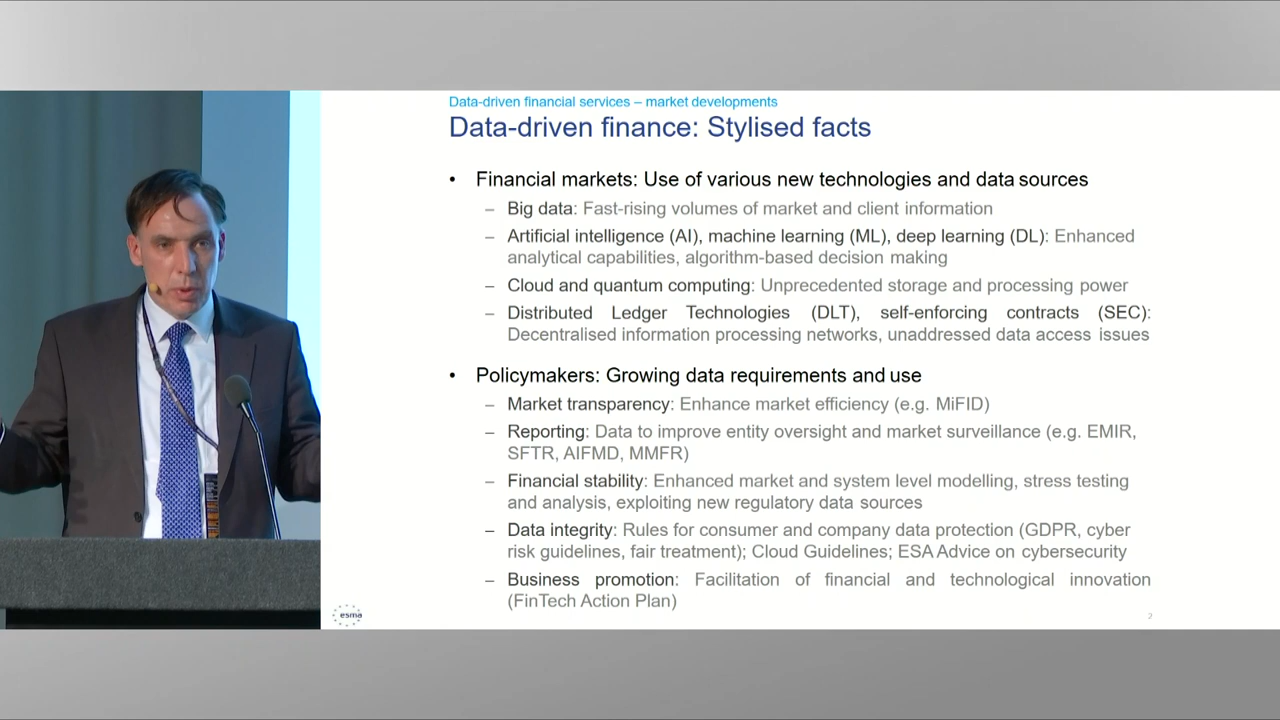 Data-driven financial services – market developments
Data-driven finance: Stylised facts
• Financial markets: Use of various new technologies and data sources
– Big data: Fast-rising volumes of market and client information
– Artificial intelligence (AI), machine learning (ML), deep learning (DL): Enhanced
analytical capabilities, algorithm-based decision making
– Cloud and quantum computing: Unprecedented storage and processing power
– Distributed Ledger Technologies (DLT), self-enforcing contracts (SEC):
Decentralised information processing networks, unaddressed data access issues
• Policymakers: Growing data requirements and use
– Market transparency: Enhance market efficiency (e.g. MiFID)
– Reporting: Data to improve entity oversight and market surveillance (e.g. EMIR,
SFTR, AIFMD, MMFR)
– Financial stability: Enhanced market and system level modelling, stress testing
and analysis, exploiting new regulatory data sources
– Data integrity: Rules for consumer and company data protection (GDPR, cyber
risk guidelines, fair treatment); Cloud Guidelines; ESA Advice on cybersecurity
– Business promotion: Facilitation of financial and technological innovation
(FinTech Action Plan)
esma
2